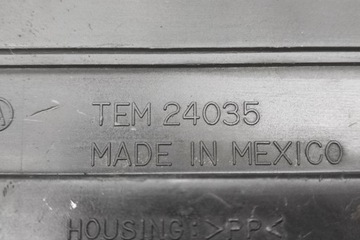 TEM 24035
MADE IN MEXICO
HOUSING: >PP<